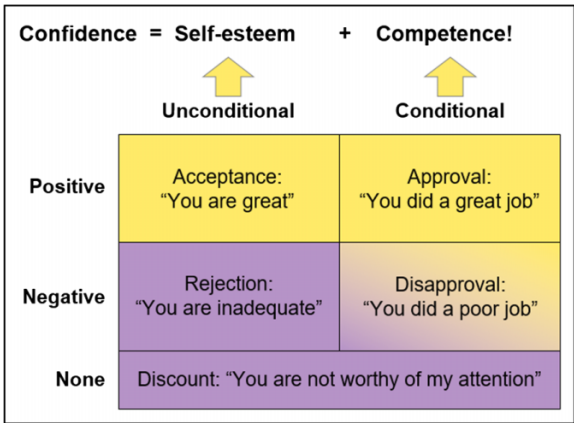 Confidence = Self-esteem + Competence!
Unconditional Conditional
Positive
Acceptance:
“You are great”
Approval:
“You did a great job”
Negative
Rejection:
“You are inadequate”
Disapproval:
“You did a poor job”
None
Discount: “You are not worthy of my attention”